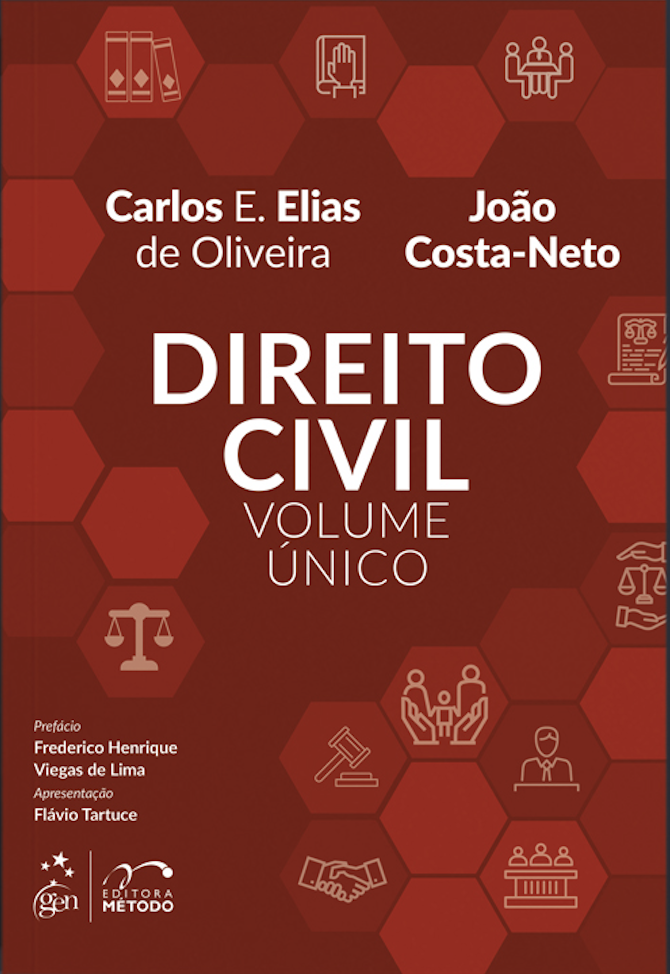 Carlos E. Elias
de Oliveira
João
Costa-Neto
DIREITO
CIVIL
VOLUME
ÚNICO
Prefácio
Frederico Henrique
Viegas de Lima
Apresentação
Flávio Tartuce
gen
EDITORA
MÉTODO